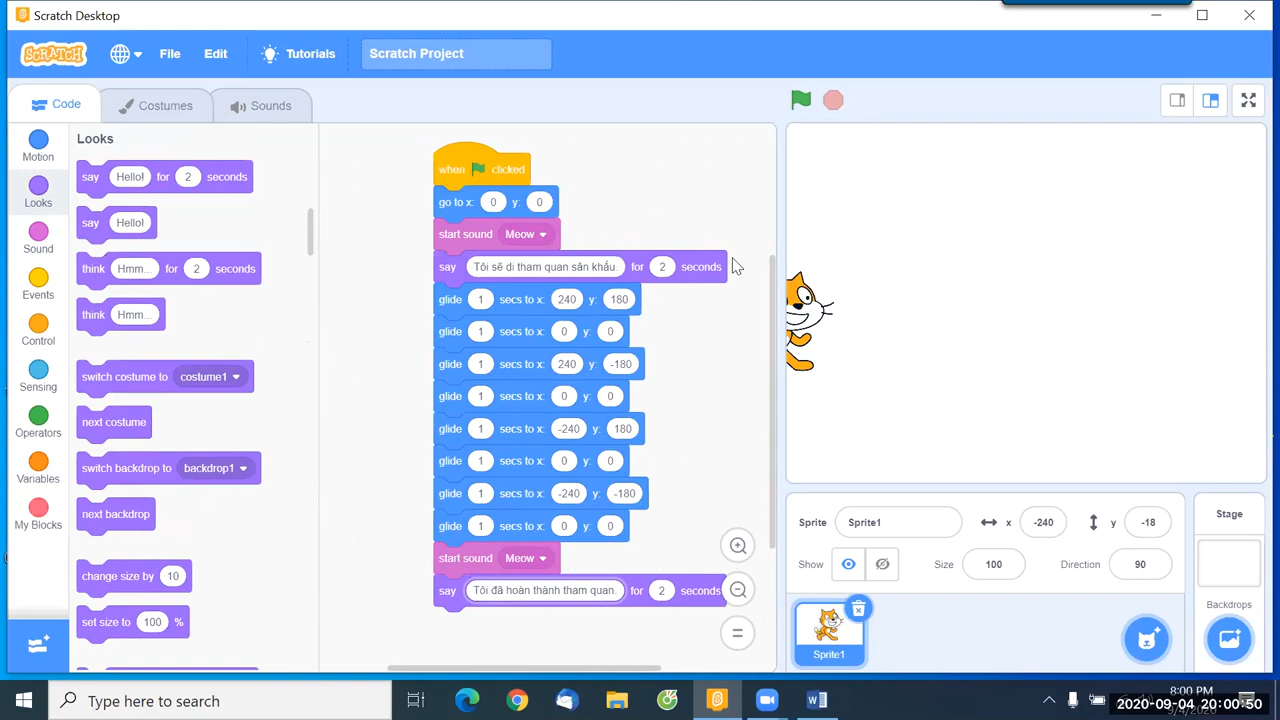 Scratch Desktop
SCRATCH
File
Edit
Tutorials
Scratch Project
Code
Costumes
Sounds
Motion
Looks
Sound
Events
Control
Sensing
Operators
Variables
My Blocks
Looks
say Hello! for 2 seconds
say Hello!
think Hmm... for 2 seconds
think Hmm...
switch costume to costume1
next costume
switch backdrop to backdrop1
next backdrop
change size by 10
set size to 100 %
when clicked
go to x: 0 y: 0
start sound Meow
say Tôi sẽ di tham quan săn khấu. for 2 seconds
glide 1 secs to x: 240 y: 180
glide 1 secs to x: 0 y: 0
glide 1 secs to x: 240 y: -180
glide 1 secs to x: 0 y: 0
glide 1 secs to x: -240 y: 180
glide 1 secs to x: 0 y: 0
glide 1 secs to x: -240 y: -180
glide 1 secs to x: 0 y: 0
start sound Meow
say Tôi đã hoàn thành tham quan. for 2 seconds
Sprite Sprite1 x -240 y -18
Show Size 100 Direction 90
Sprite1
Stage
Backdrops
Type here to search
8:00 PM
2020-09-04 20:00:50